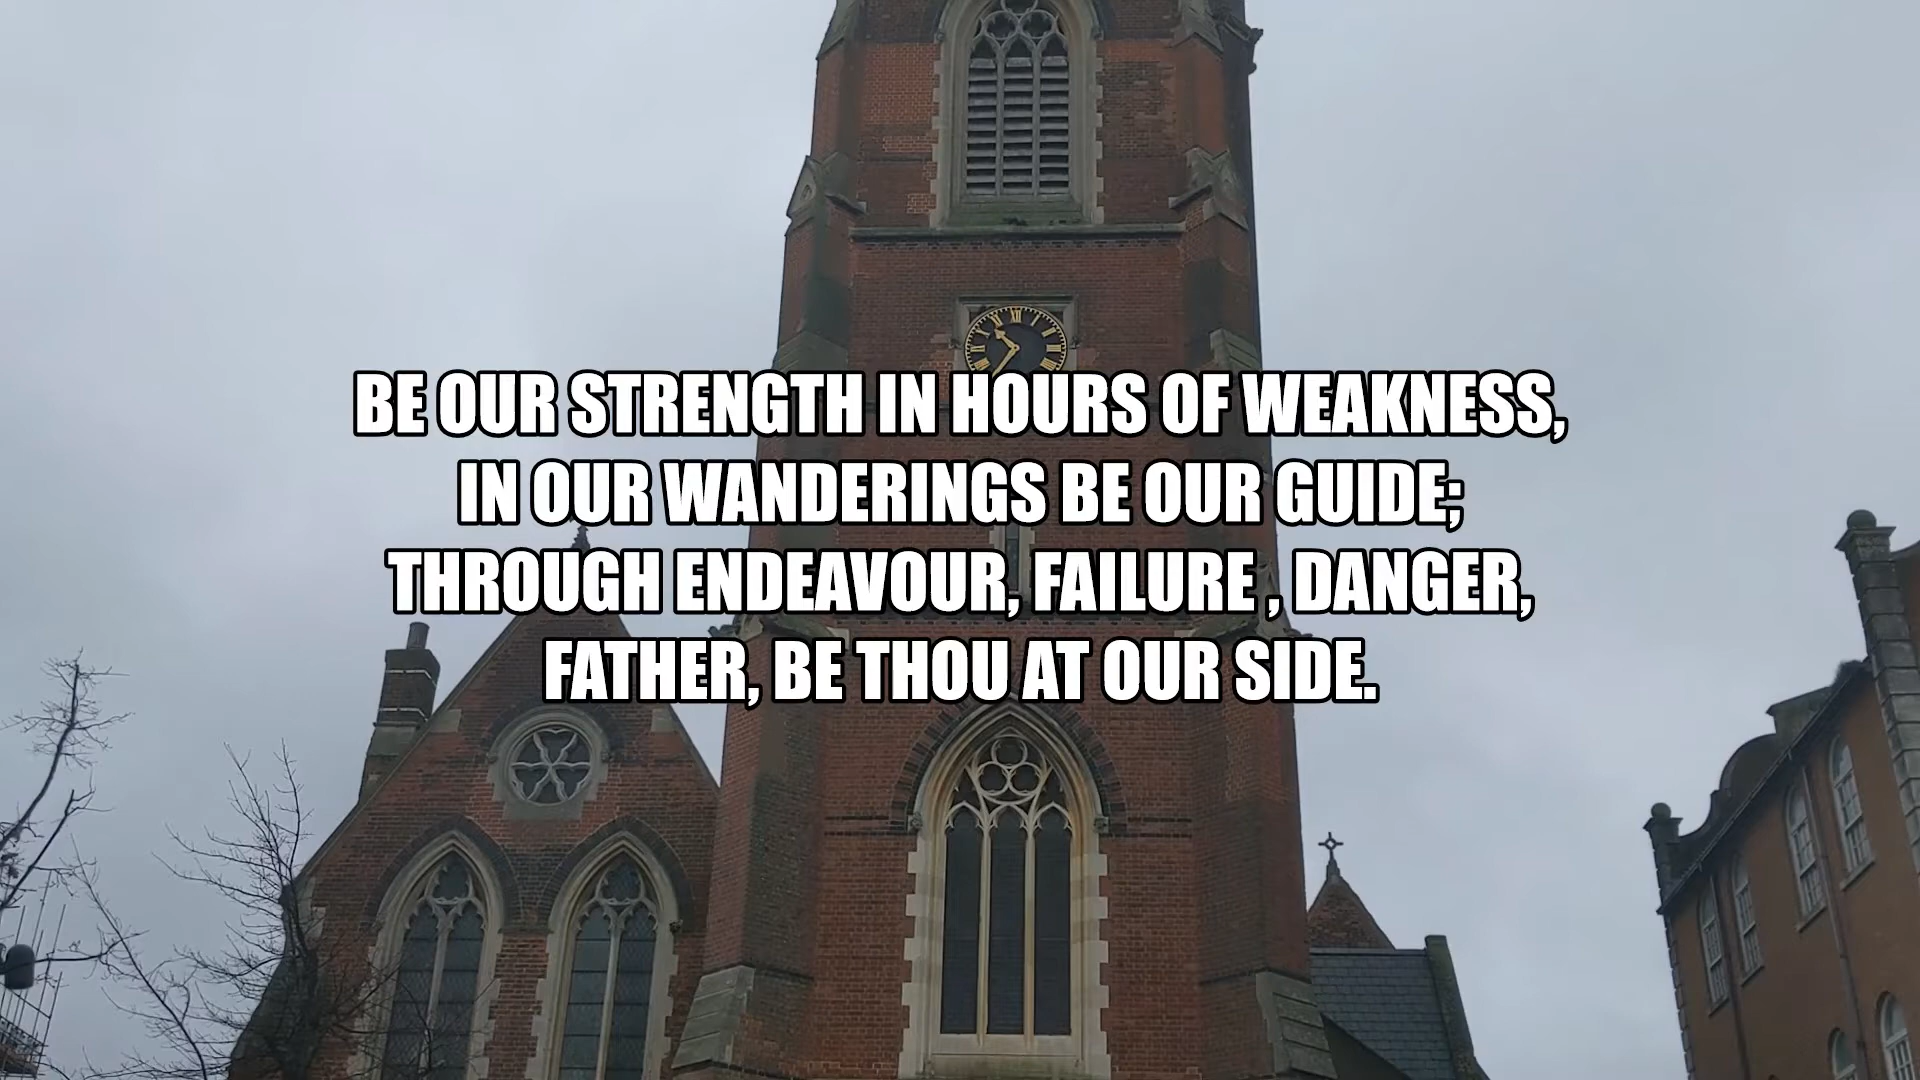 BE OUR STRENGTH IN HOURS OF WEAKNESS,
IN OUR WANDERINGS BE OUR GUIDE;
THROUGH ENDEAVOUR, FAILURE , DANGER,
FATHER, BE THOU AT OUR SIDE.